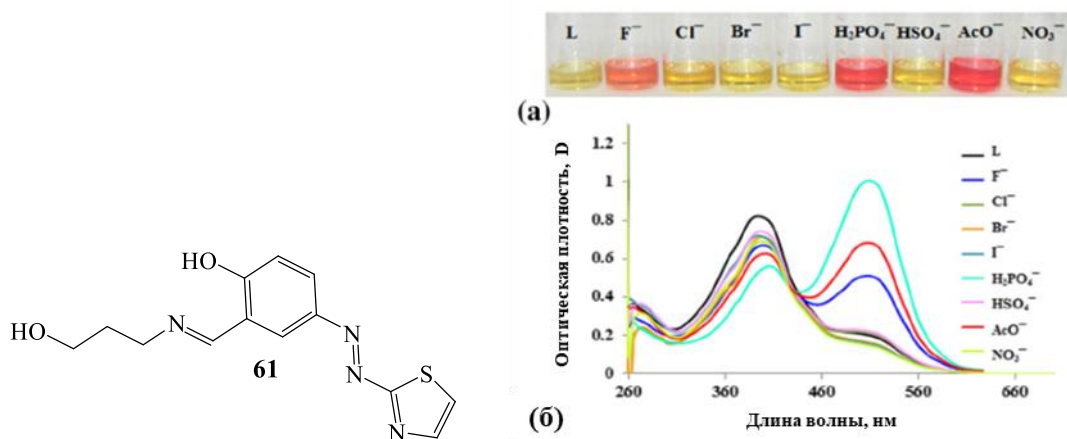 L F⁻ Cl⁻ Br⁻ I⁻ H₂PO₄⁻ HSO₄⁻ AcO⁻ NO₃⁻
(а)
Оптическая плотность, D
1.2
1
0.8
0.6
0.4
0.2
0
260 360 460 560 660
Длина волны, нм
(б)
L
F⁻
Cl⁻
Br⁻
I⁻
H₂PO₄⁻
HSO₄⁻
AcO⁻
NO₃⁻
HO
HO
N
N
N
S
N
61